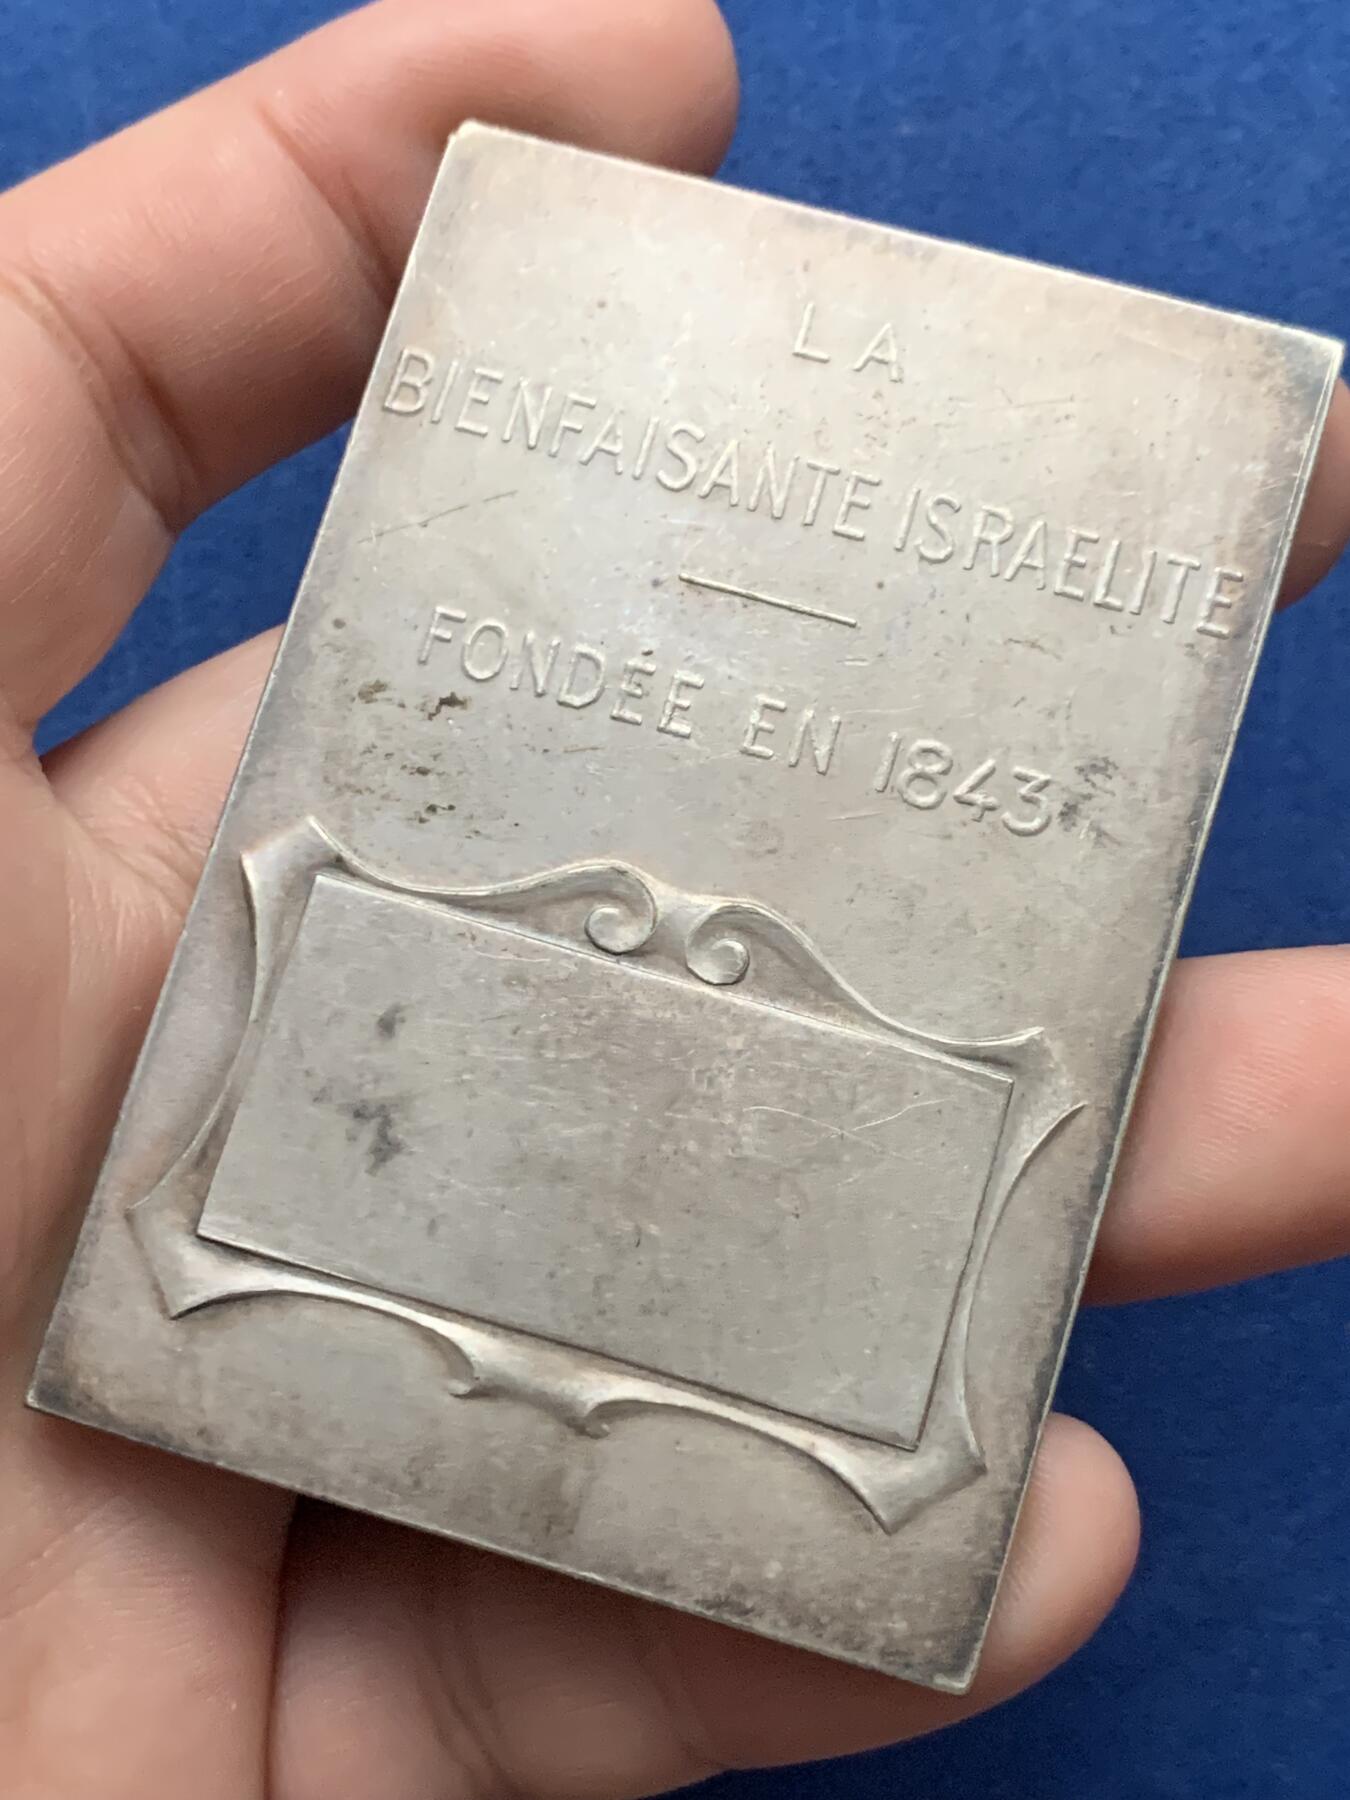 LA
BIENFAISANTE ISRAELITE
FONDÉE EN 1843